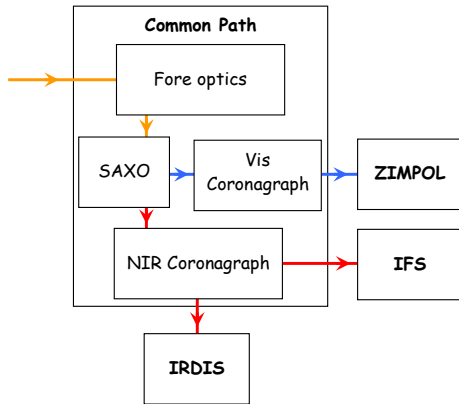 Common Path
Fore optics
SAXO
Vis
Coronagraph
ZIMPOL
NIR Coronagraph
IFS
IRDIS